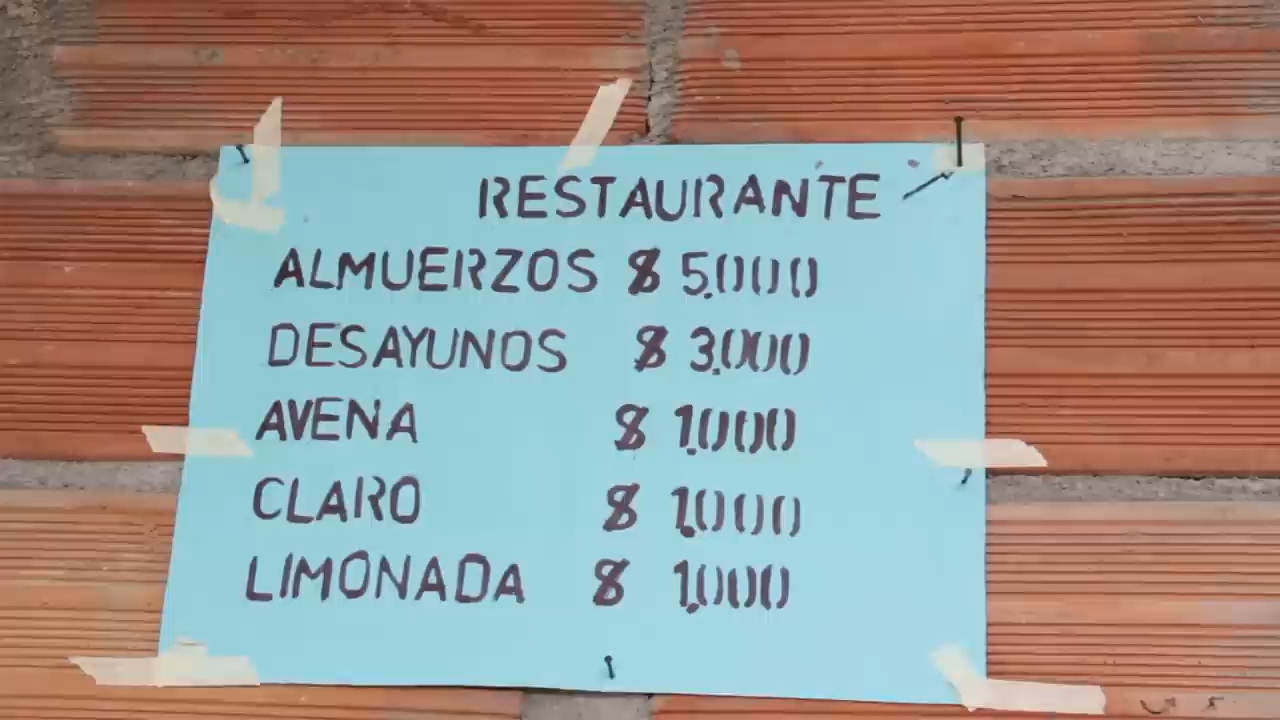 RESTAURANTE
ALMUERZOS $ 5.000
DESAYUNOS $ 3.000
AVENA $ 1.000
CLARO $ 1.000
LIMONADA $ 1.000